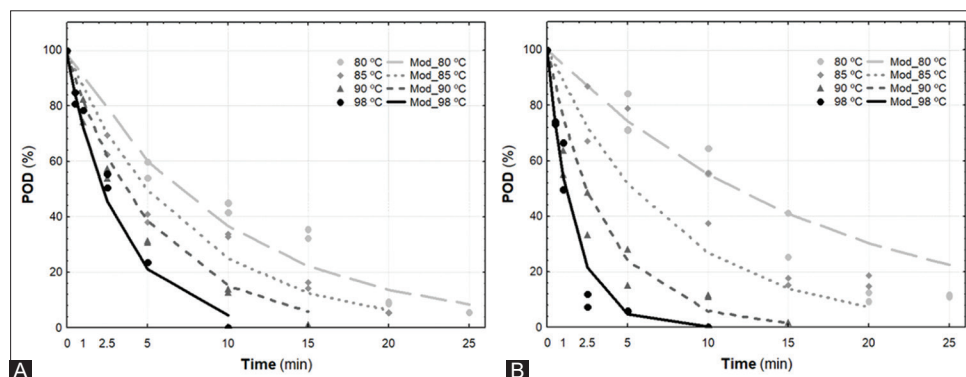 100
80
60
40
20
0
POD (%)
80 ºC Mod_80 ºC
85 ºC Mod_85 ºC
90 ºC Mod_90 ºC
98 ºC Mod_98 ºC
0 1 2.5 5 10 15 20 25
Time (min)
A
100
80
60
40
20
0
POD (%)
80 ºC Mod_80 ºC
85 ºC Mod_85 ºC
90 ºC Mod_90 ºC
98 ºC Mod_98 ºC
0 1 2.5 5 10 15 20 25
Time (min)
B